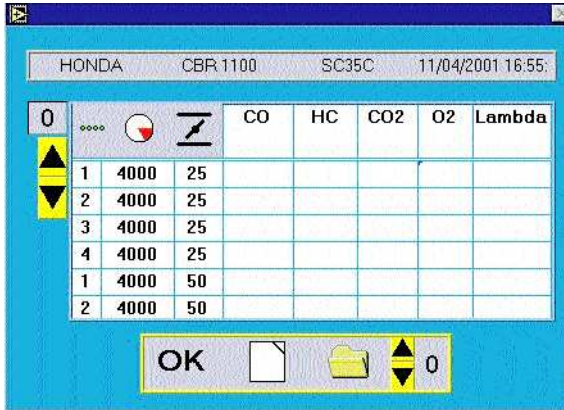 HONDA CBR 1100 SC35C 11/04/2001 16:55:
0 CO HC CO2 O2 Lambda
1 4000 25
2 4000 25
3 4000 25
4 4000 25
1 4000 50
2 4000 50
OK 0